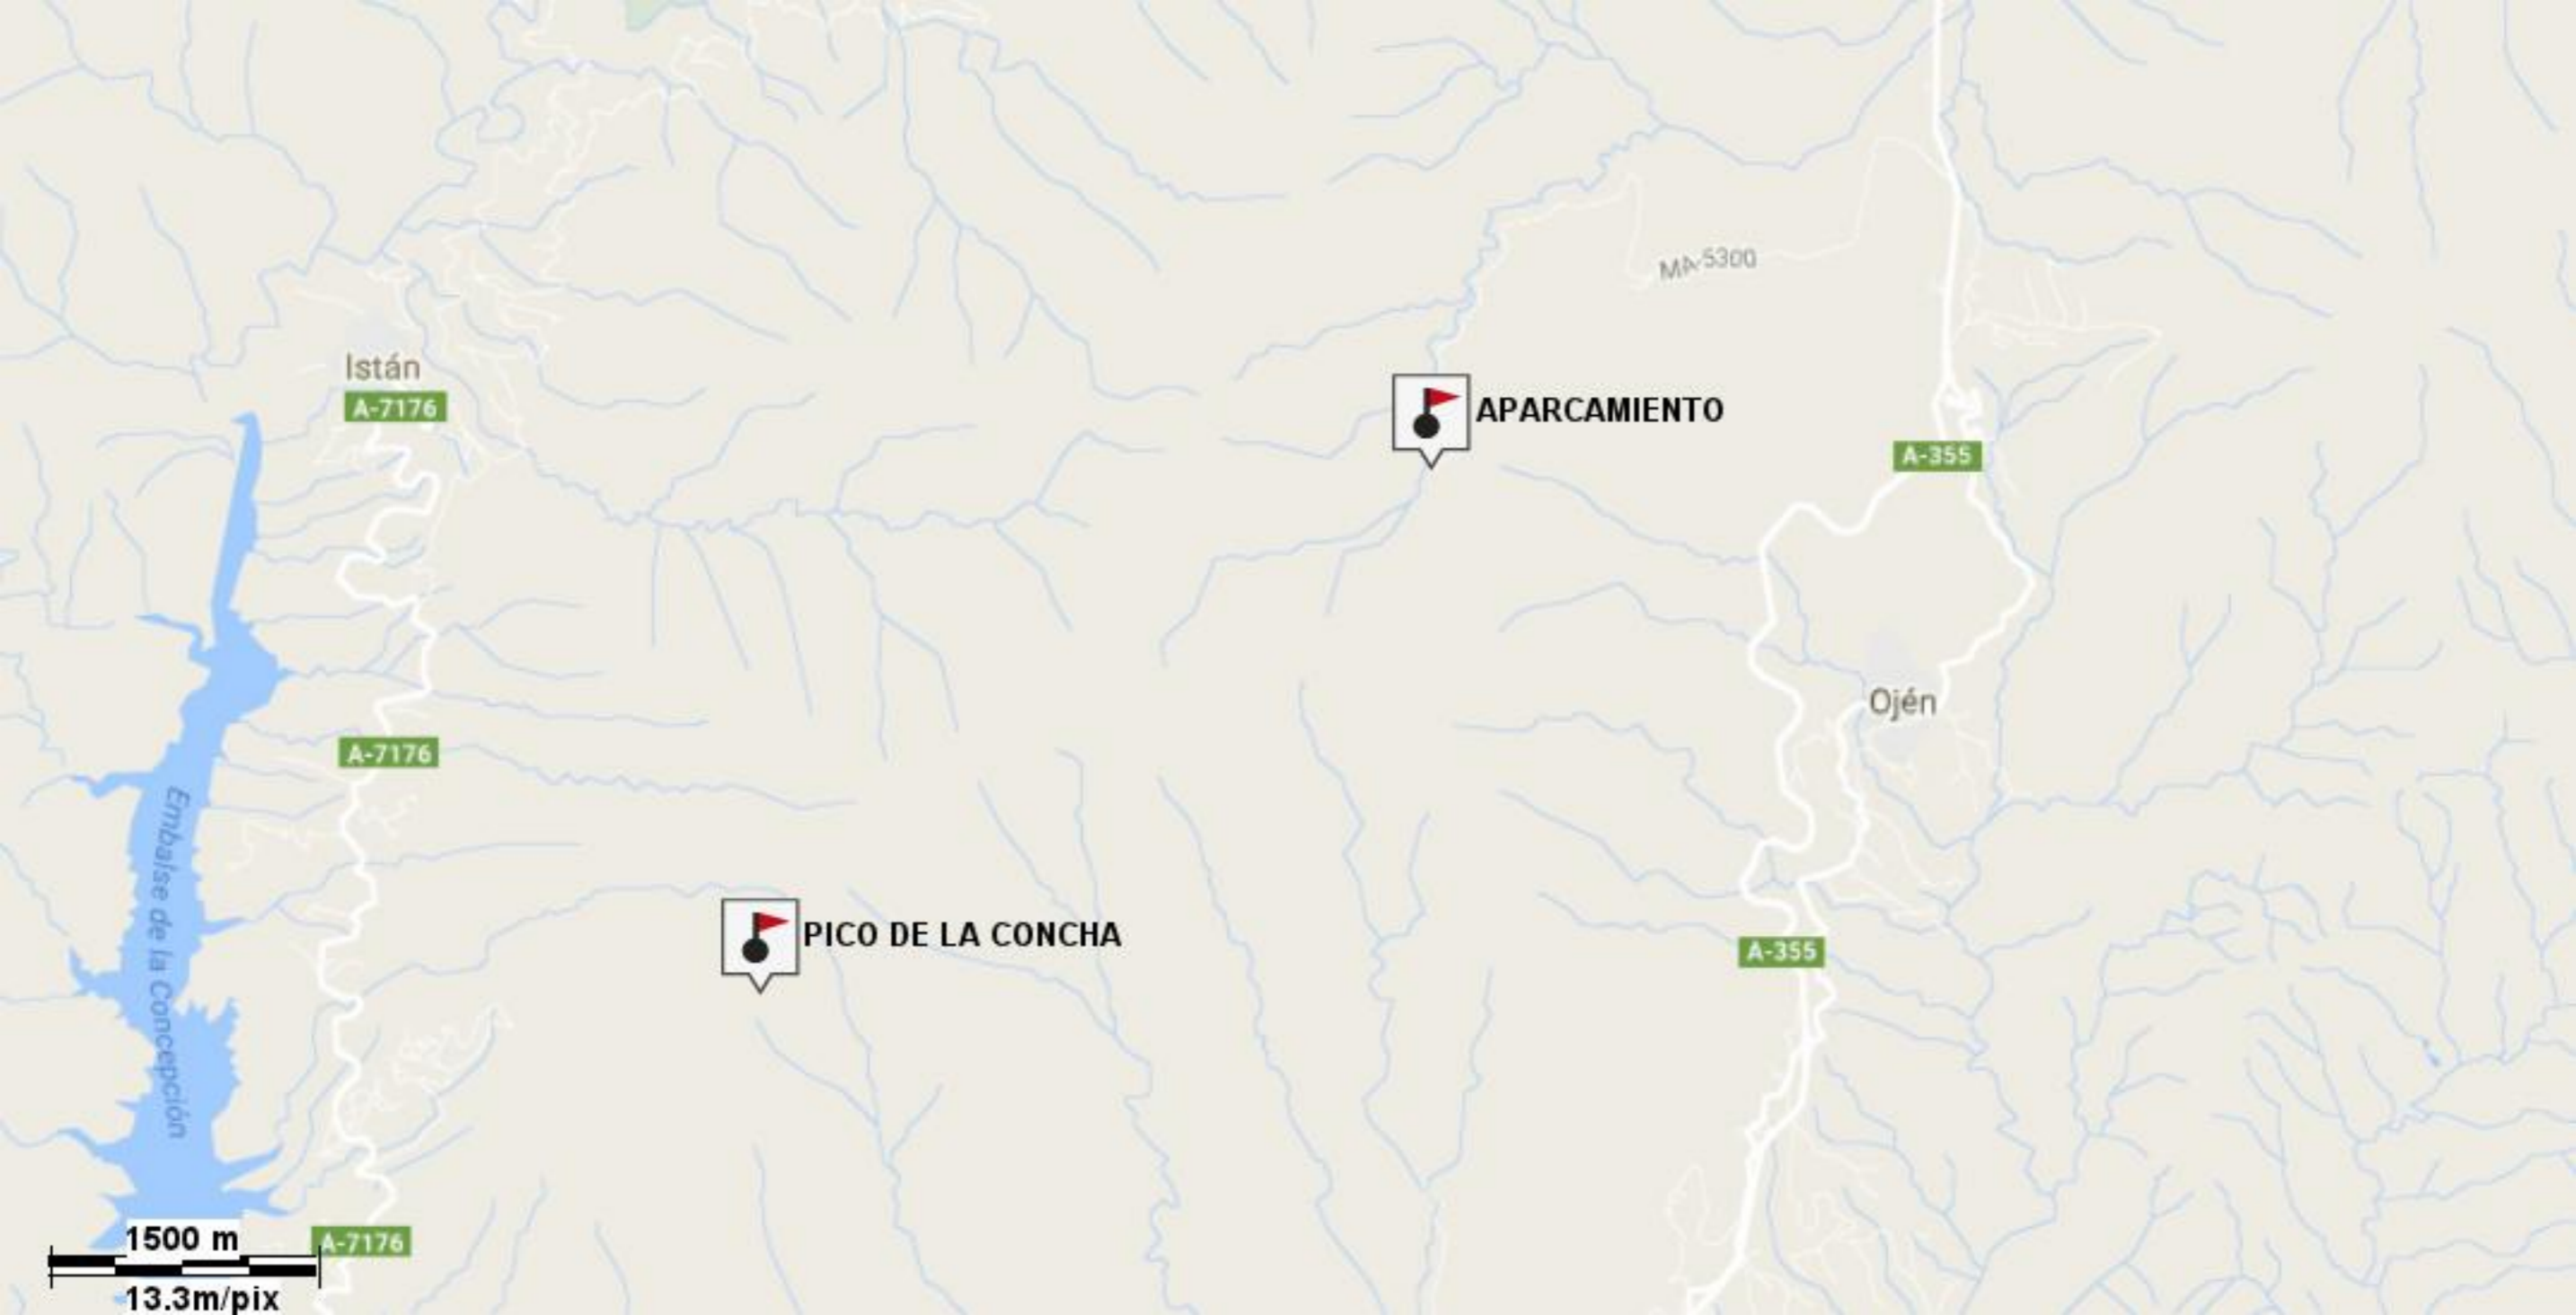 MA-5300
Istán
A-7176
APARCAMIENTO
A-355
Ojén
A-7176
Embalse de la Concepción
PICO DE LA CONCHA
A-355
1500 m
A-7176
13.3m/pix